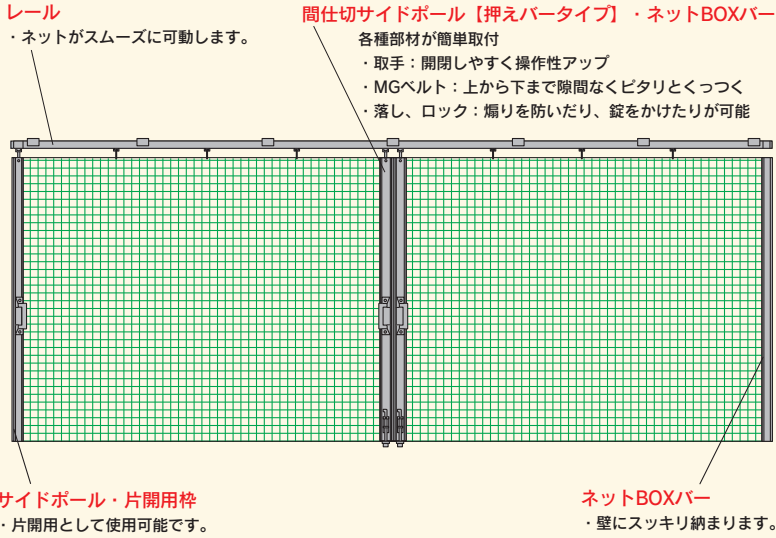 レール
・ネットがスムーズに可動します。
間仕切サイドポール【押えバータイプ】・ネットBOXバー
各種部材が簡単取付
・取手：開閉しやすく操作性アップ
・MGベルト：上から下まで隙間なくピタリとくっつく
・落し、ロック：煽りを防いだり、錠をかけたりが可能
サイドポール・片開用枠
・片開用として使用可能です。
ネットBOXバー
・壁にスッキリ納まります。